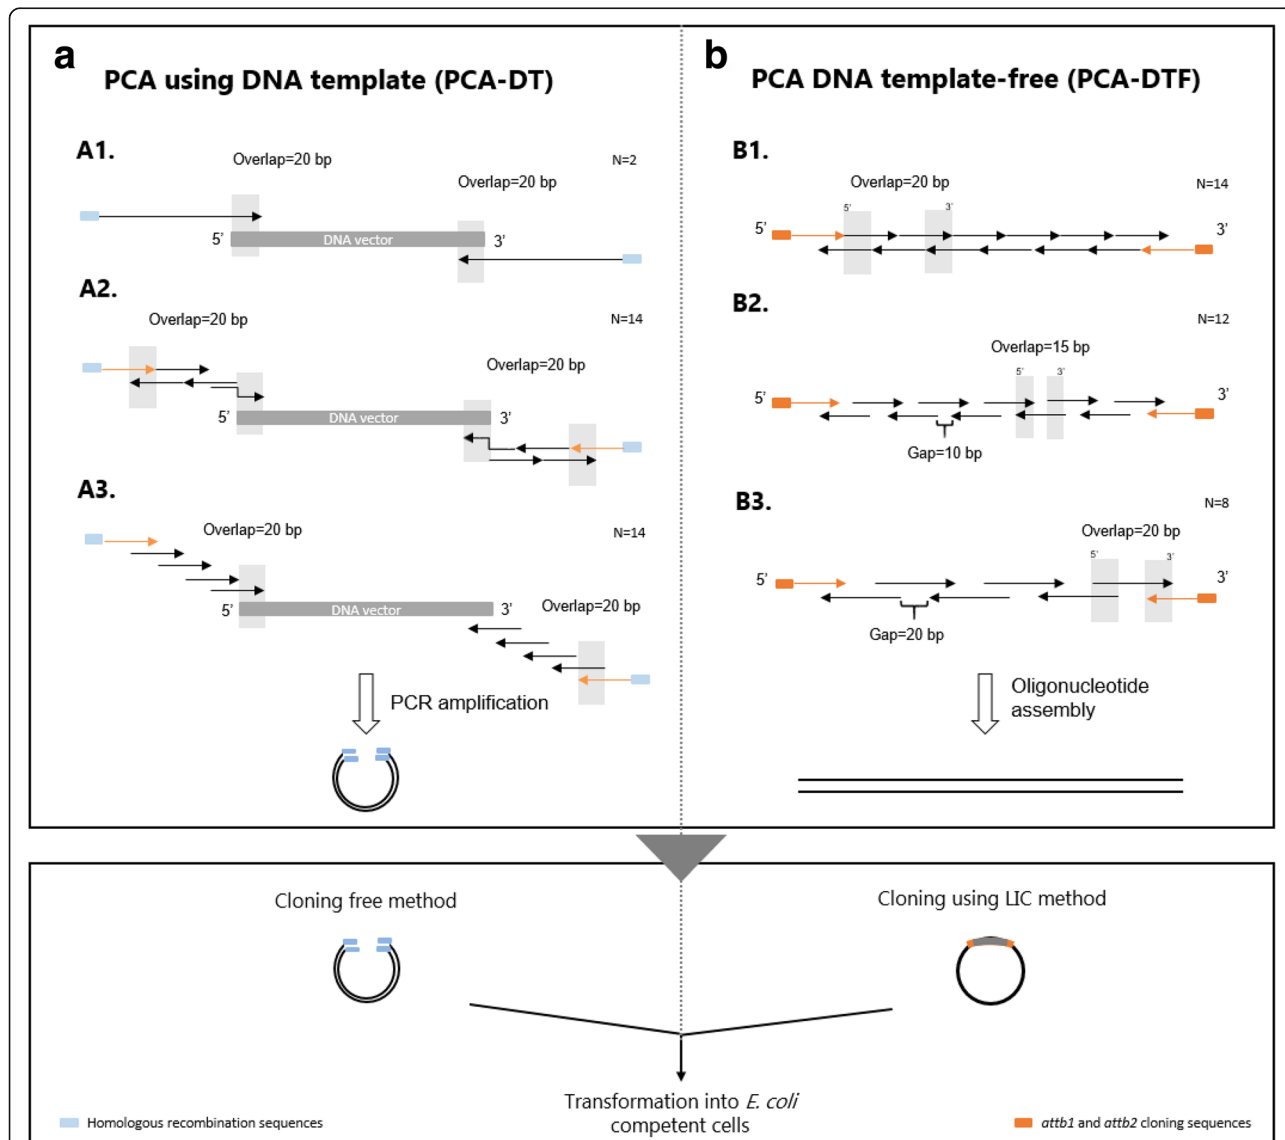 a
PCA using DNA template (PCA-DT)
A1.
Overlap=20 bp
N=2
Overlap=20 bp
5’
DNA vector
3’
A2.
Overlap=20 bp
N=14
Overlap=20 bp
5’
DNA vector
3’
A3.
Overlap=20 bp
N=14
5’
DNA vector
3’
Overlap=20 bp
PCR amplification
b
PCA DNA template-free (PCA-DTF)
B1.
Overlap=20 bp
N=14
5’
3’
5’
3’
B2.
N=12
Overlap=15 bp
5’
3’
5’
3’
Gap=10 bp
B3.
N=8
Overlap=20 bp
5’
3’
5’
3’
Gap=20 bp
Oligonucleotide
assembly
Cloning free method
Cloning using LIC method
Transformation into E. coli
competent cells
Homologous recombination sequences
attb1 and attb2 cloning sequences